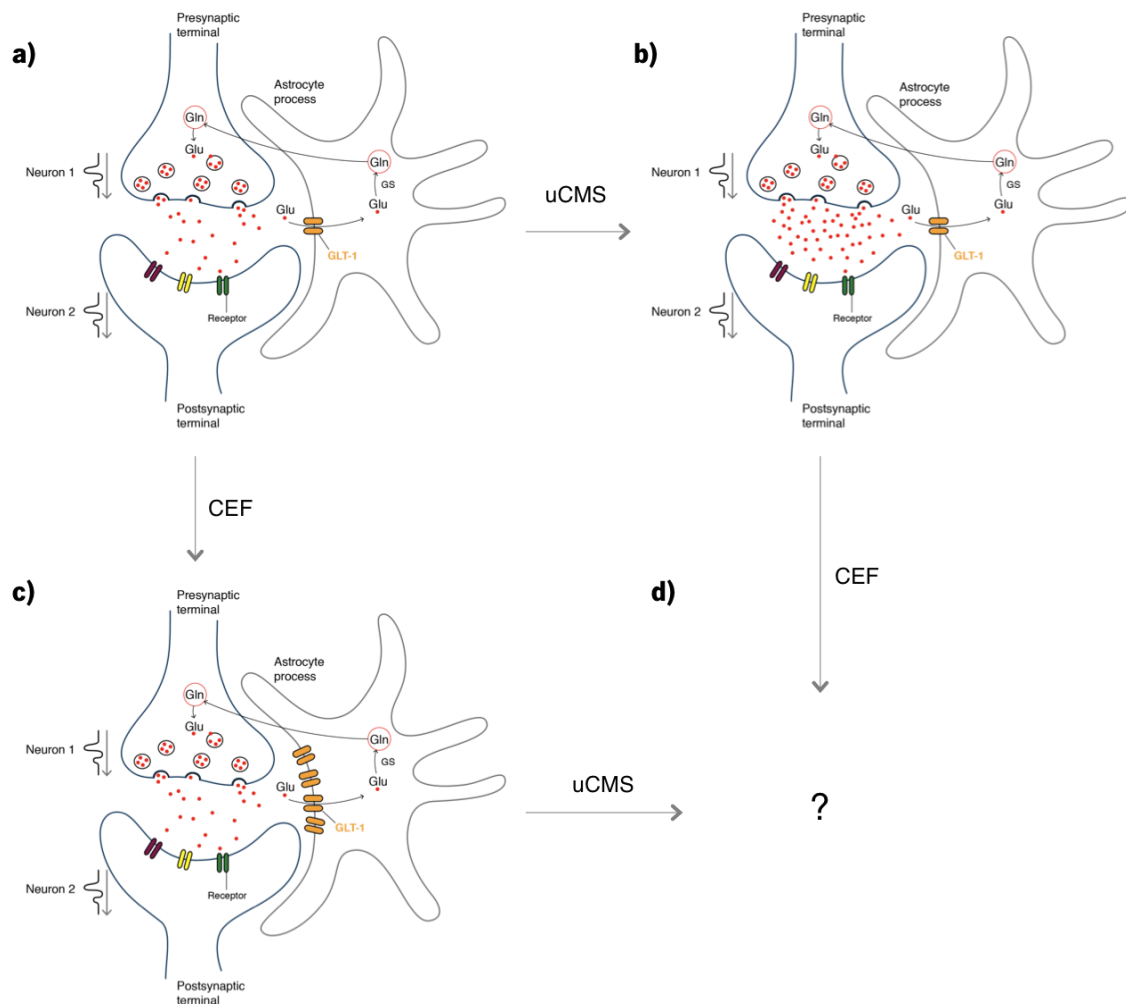 a)
Presynaptic
terminal
Astrocyte
process
Gln
Glu
Neuron 1
Gln
GS
Glu
Glu
GLT-1
Neuron 2
Receptor
Postsynaptic
terminal
uCMS
b)
Presynaptic
terminal
Astrocyte
process
Gln
Glu
Neuron 1
Gln
GS
Glu
Glu
GLT-1
Neuron 2
Receptor
Postsynaptic
terminal
CEF
CEF
c)
Presynaptic
terminal
Astrocyte
process
Gln
Glu
Neuron 1
Gln
GS
Glu
Glu
GLT-1
Neuron 2
Receptor
Postsynaptic
terminal
uCMS
d)
?